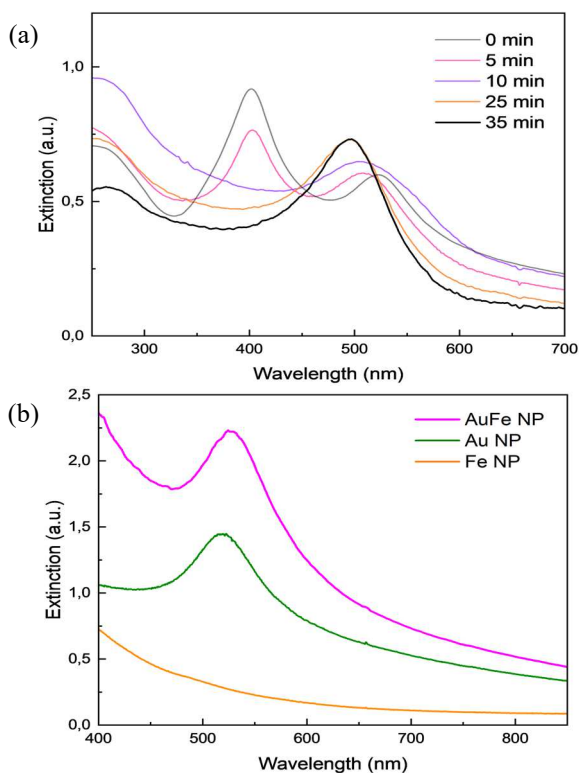 (a)
0 min
5 min
10 min
25 min
35 min
1,0
0,5
0,0
Extinction (a.u.)
300 400 500 600 700
Wavelength (nm)
(b)
AuFe NP
Au NP
Fe NP
2,5
2,0
1,5
1,0
0,5
0,0
Extinction (a.u.)
400 500 600 700 800
Wavelength (nm)